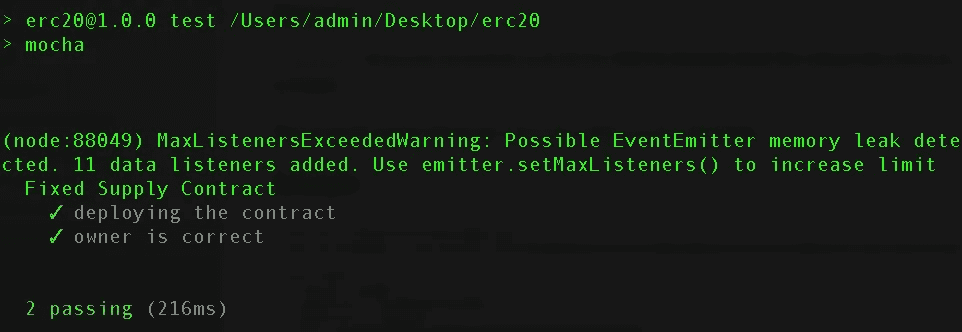 > erc20@1.0.0 test /Users/admin/Desktop/erc20
> mocha
(node:88049) MaxListenersExceededWarning: Possible EventEmitter memory leak dete
cted. 11 data listeners added. Use emitter.setMaxListeners() to increase limit
Fixed Supply Contract
✓ deploying the contract
✓ owner is correct
2 passing (216ms)